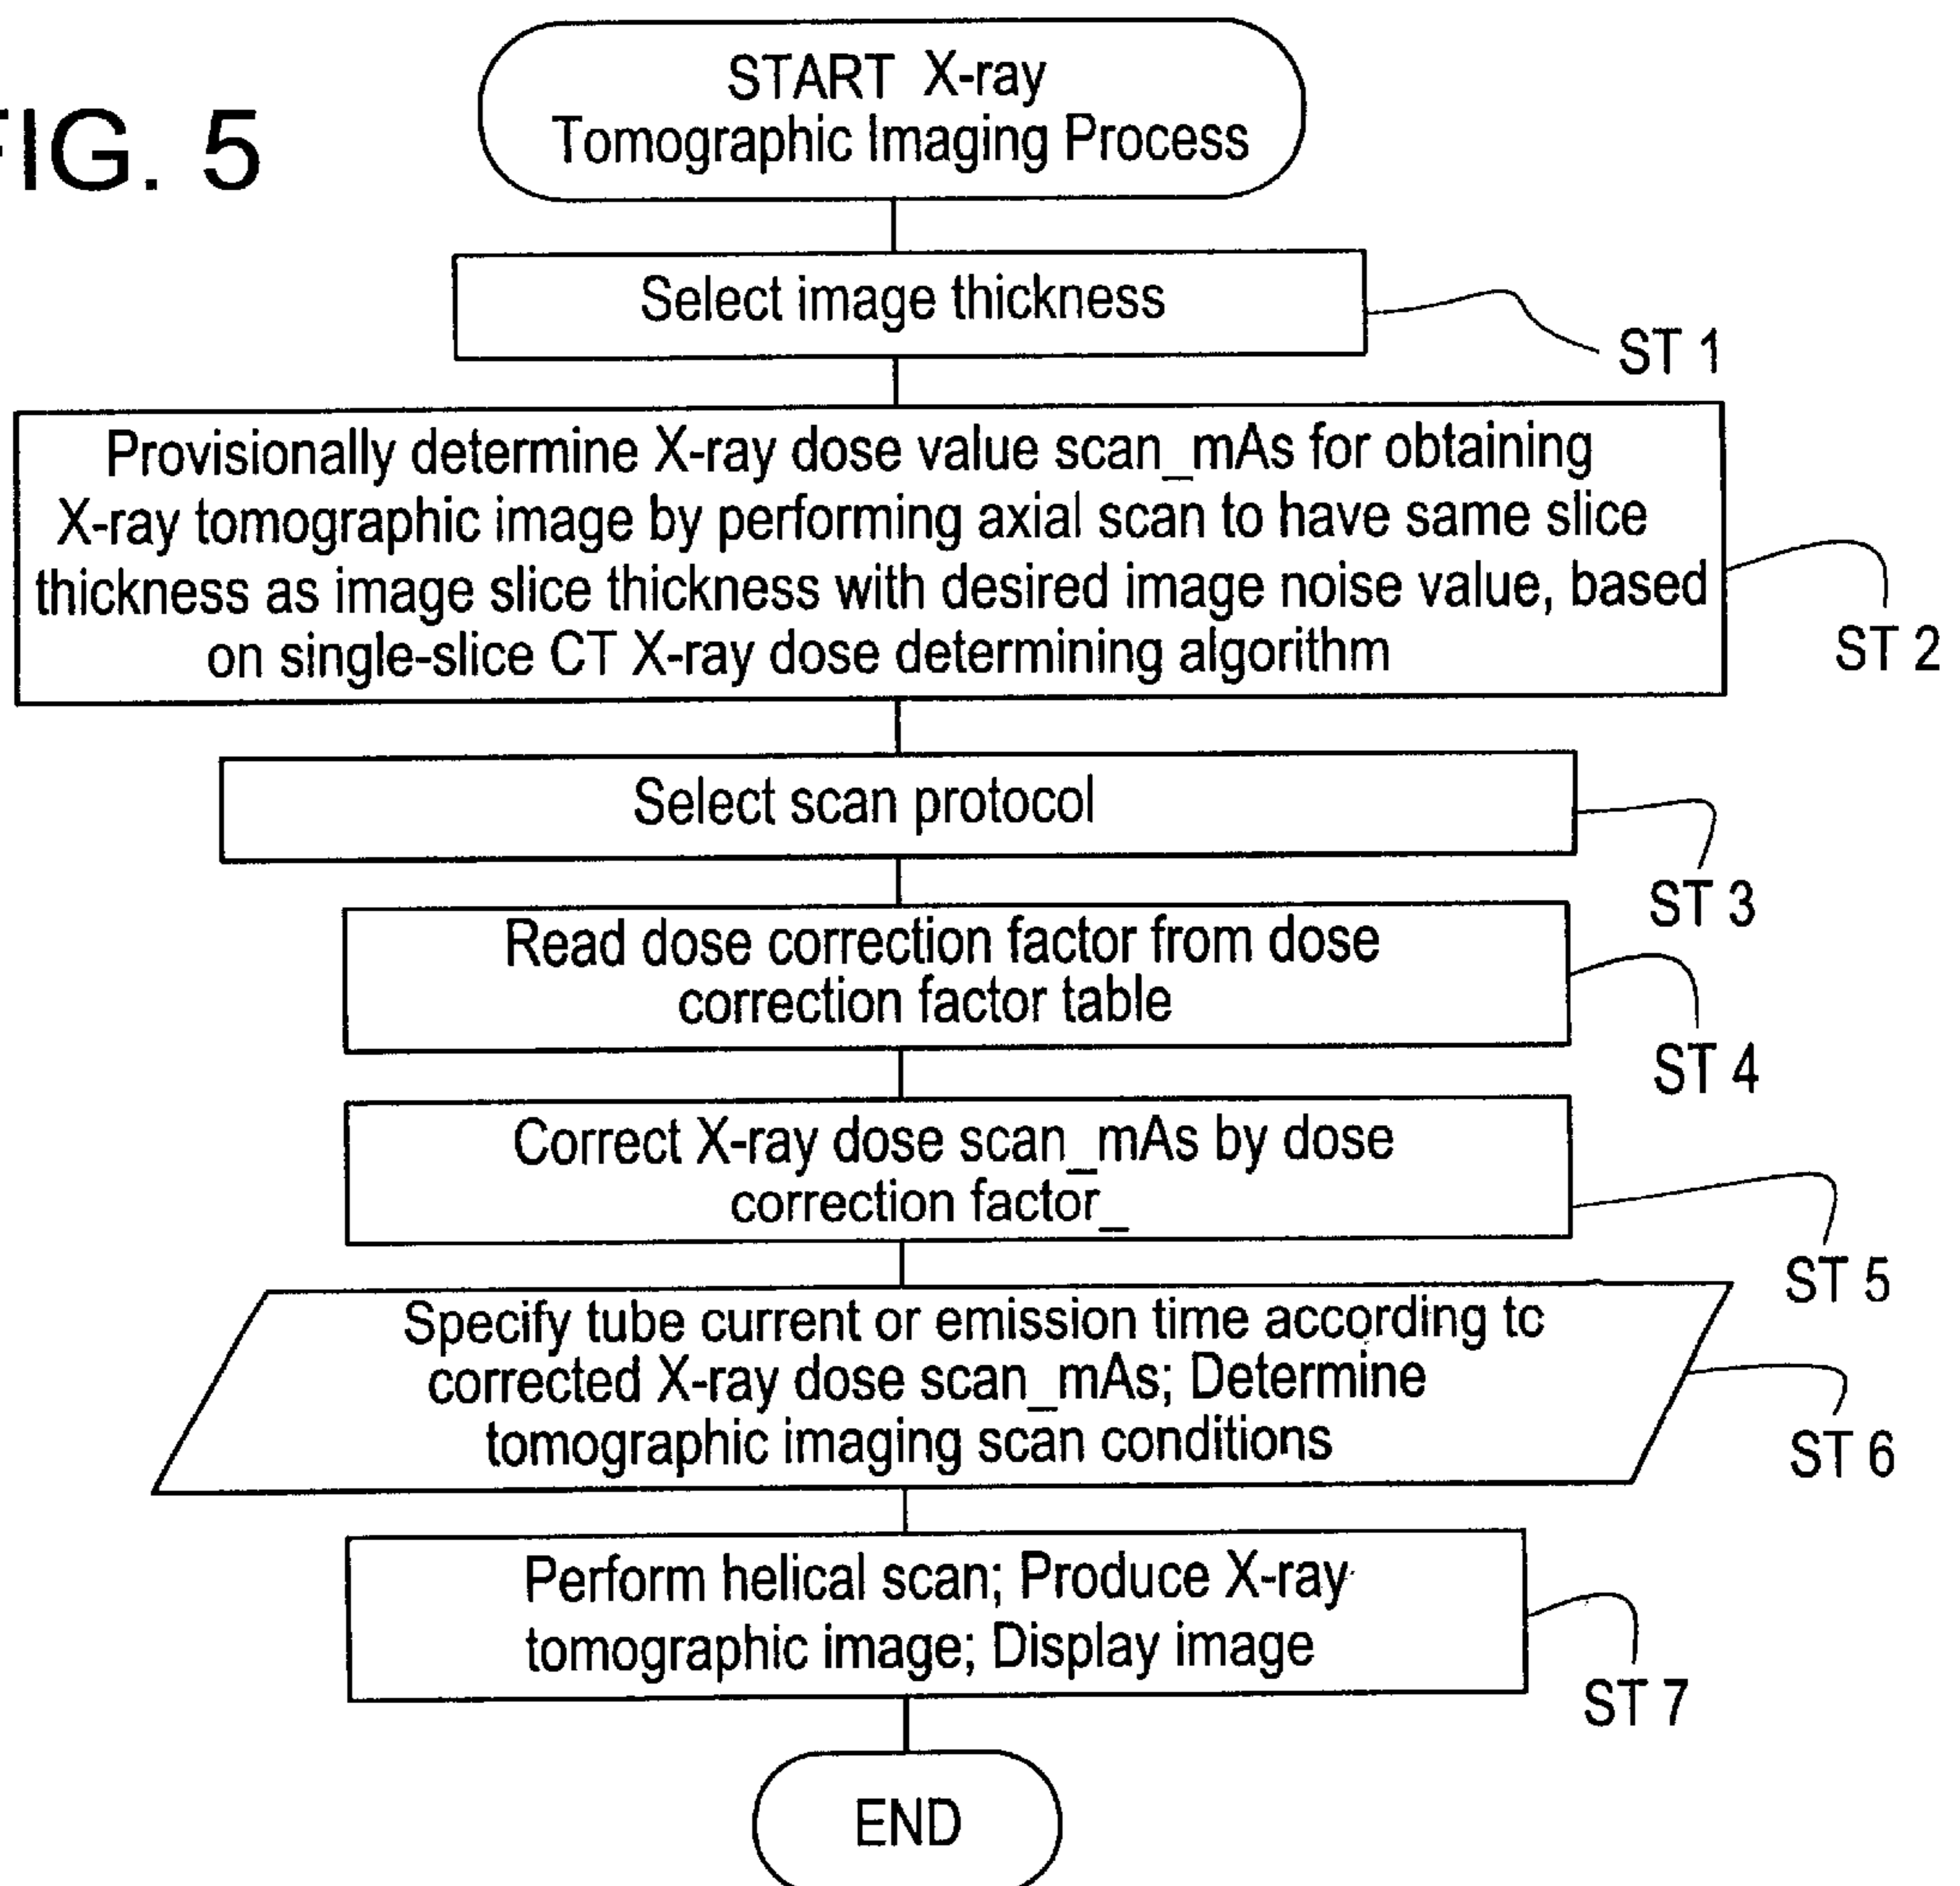 FIG. 5
START X-ray
Tomographic Imaging Process
Select image thickness
ST 1
Provisionally determine X-ray dose value scan_mAs for obtaining
X-ray tomographic image by performing axial scan to have same slice
thickness as image slice thickness with desired image noise value, based
on single-slice CT X-ray dose determining algorithm
ST 2
Select scan protocol
ST 3
Read dose correction factor from dose
correction factor table
ST 4
Correct X-ray dose scan_mAs by dose
correction factor_
ST 5
Specify tube current or emission time according to
corrected X-ray dose scan_mAs; Determine
tomographic imaging scan conditions
ST 6
Perform helical scan; Produce X-ray
tomographic image; Display image
ST 7
END